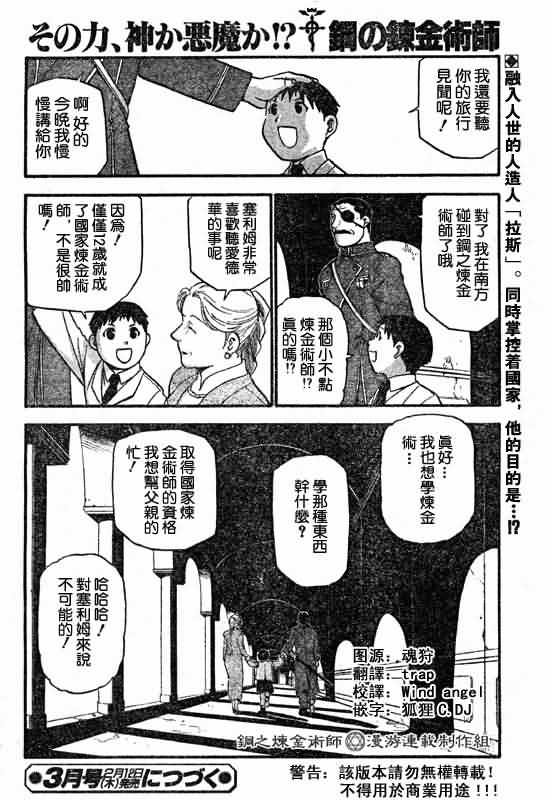 その力、神か悪魔か!?
鋼の錬金術師
◆融入人世的人造人「拉斯」。同時掌控着國家，他的目的是…!?
我還要聽
你的旅行
見聞呢！
啊 好的
今晚我慢
慢講給你
對了我在南方
碰到鋼之煉金
術師了哦
那個小不點
煉金術師!?
真的嗎!?
塞利姆非常
喜歡聽愛德
華的事呢
因爲！
僅僅12歲就成
了國家煉金術
師，不是很帥
嗎！
真好…
我也想學煉金
術…
學那種東西
幹什麼？
取得國家煉
金術師的資格
我想幫父親的
忙！
哈哈哈！
對塞利姆來說
不可能的！
图源：魂狩
翻譯：trap
校譯：Wind angel
嵌字：狐狸C.DJ
鋼之煉金術師 漫游連載制作組
●3月号2月12日(木)発売につづく●
警告：該版本請勿無權轉載！
不得用於商業用途!!!